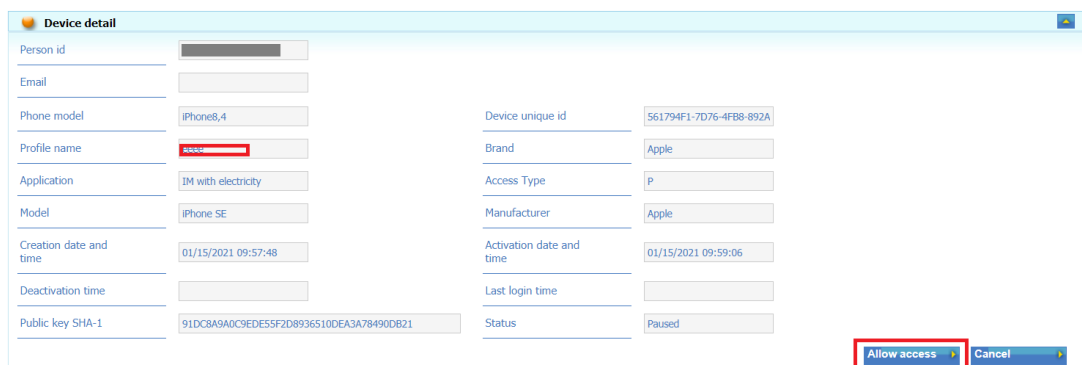 Device detail
Person id
Email
Phone model iPhone8,4 Device unique id 561794F1-7D76-4FB8-892A
Profile name Brand Apple
Application IM with electricity Access Type P
Model iPhone SE Manufacturer Apple
Creation date and time 01/15/2021 09:57:48 Activation date and time 01/15/2021 09:59:06
Deactivation time Last login time
Public key SHA-1 91DC8A9A0C9EDE55F2D8936510DEA3A78490DB21 Status Paused
Allow access Cancel